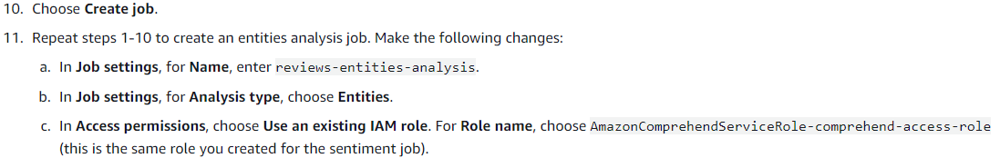 10. Choose Create job.
11. Repeat steps 1-10 to create an entities analysis job. Make the following changes:
a. In Job settings, for Name, enter reviews-entities-analysis.
b. In Job settings, for Analysis type, choose Entities.
c. In Access permissions, choose Use an existing IAM role. For Role name, choose AmazonComprehendServiceRole-comprehend-access-role
(this is the same role you created for the sentiment job).